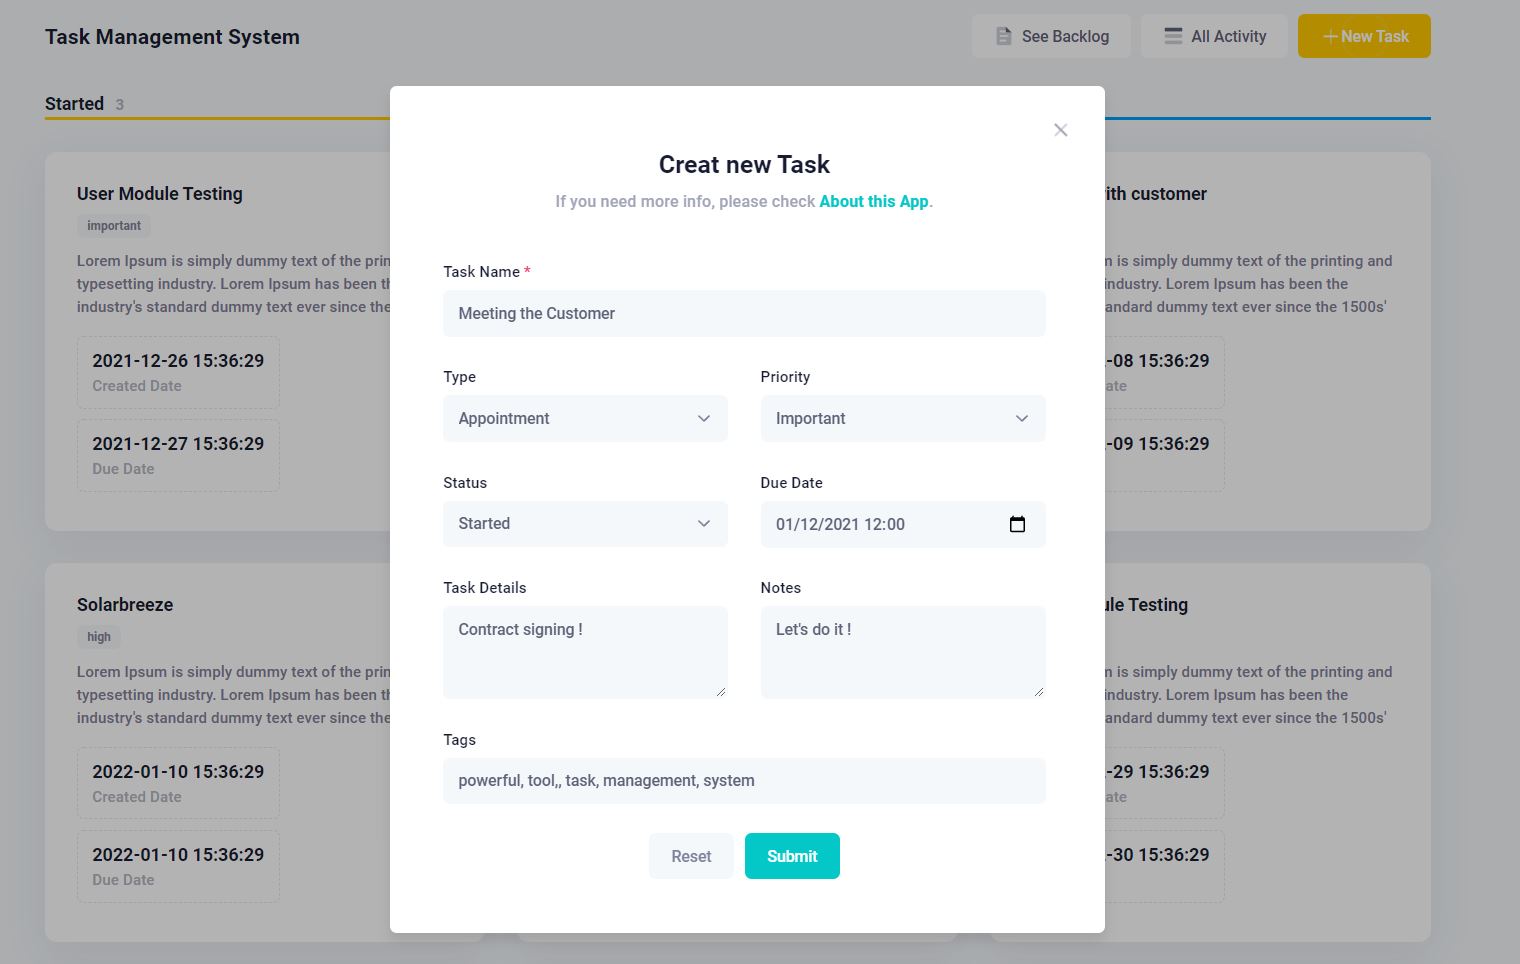 Task Management System
See Backlog
All Activity
New Task
Started 3
User Module Testing
important
Lorem Ipsum is simply dummy text of the
typesetting industry. Lorem Ipsum has been
industry's standard dummy text ever since the
2021-12-26 15:36:29
Created Date
2021-12-27 15:36:29
Due Date
Solarbreeze
high
Lorem Ipsum is simply dummy text of the
typesetting industry. Lorem Ipsum has been
industry's standard dummy text ever since the
2022-01-10 15:36:29
Created Date
2022-01-10 15:36:29
Due Date
Creat new Task
If you need more info, please check About this App.
Task Name *
Meeting the Customer
Type
Priority
Appointment
Important
Status
Due Date
Started
01/12/2021 12:00
Task Details
Notes
Contract signing !
Let's do it !
Tags
powerful, tool,, task, management, system
Reset
Submit
customer
is simply dummy text of the printing and
industry. Lorem Ipsum has been the
dummy text ever since the 1500s'
-08 15:36:29
-09 15:36:29
Testing
is simply dummy text of the printing and
industry. Lorem Ipsum has been the
dummy text ever since the 1500s'
-29 15:36:29
-30 15:36:29